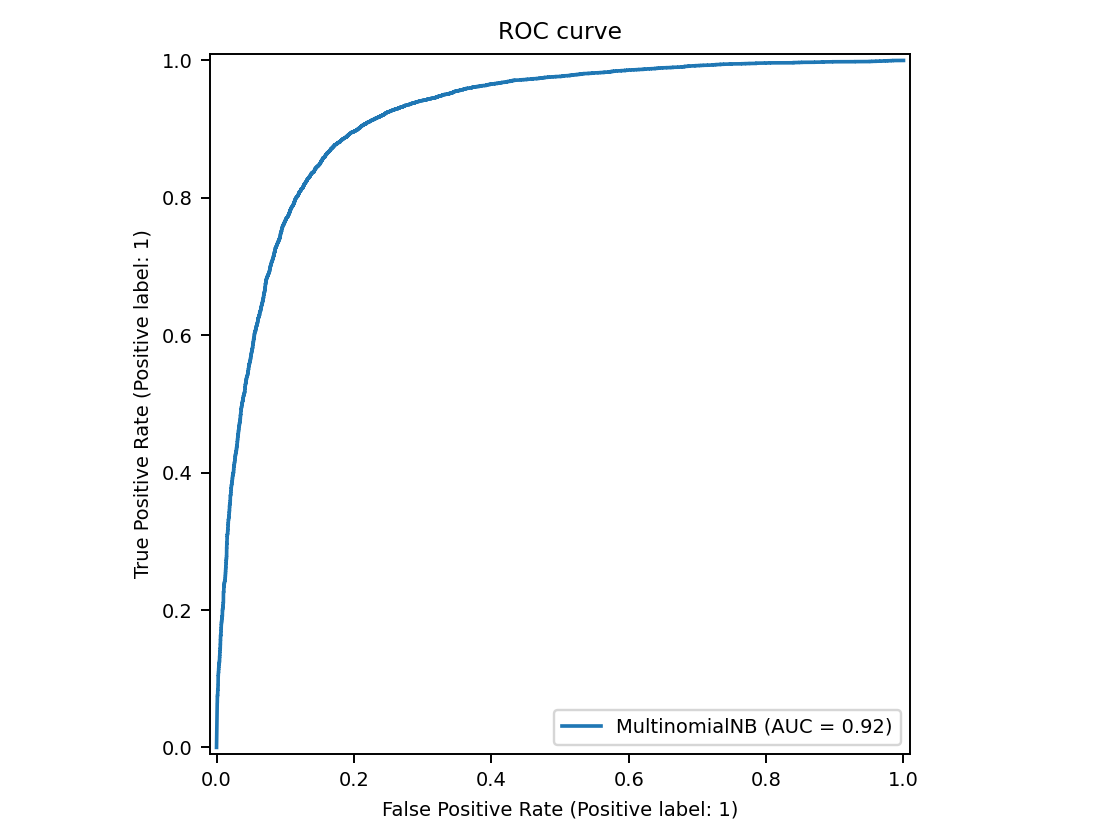 ROC curve
True Positive Rate (Positive label: 1)
1.0
0.8
0.6
0.4
0.2
0.0
MultinomialNB (AUC = 0.92)
0.0 0.2 0.4 0.6 0.8 1.0
False Positive Rate (Positive label: 1)